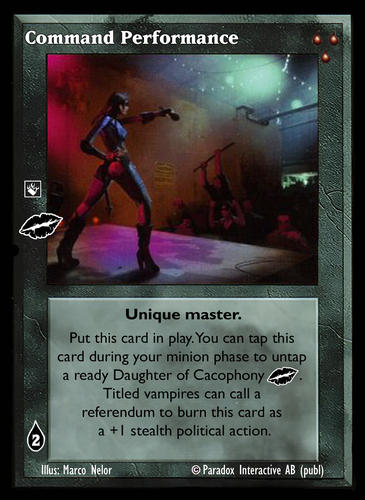 Command Performance
Unique master.
Put this card in play. You can tap this
card during your minion phase to untap
a ready Daughter of Cacophony .
Titled vampires can call a
referendum to burn this card as
a +1 stealth political action.
2
Illus: Marco Nelor © Paradox Interactive AB (publ)